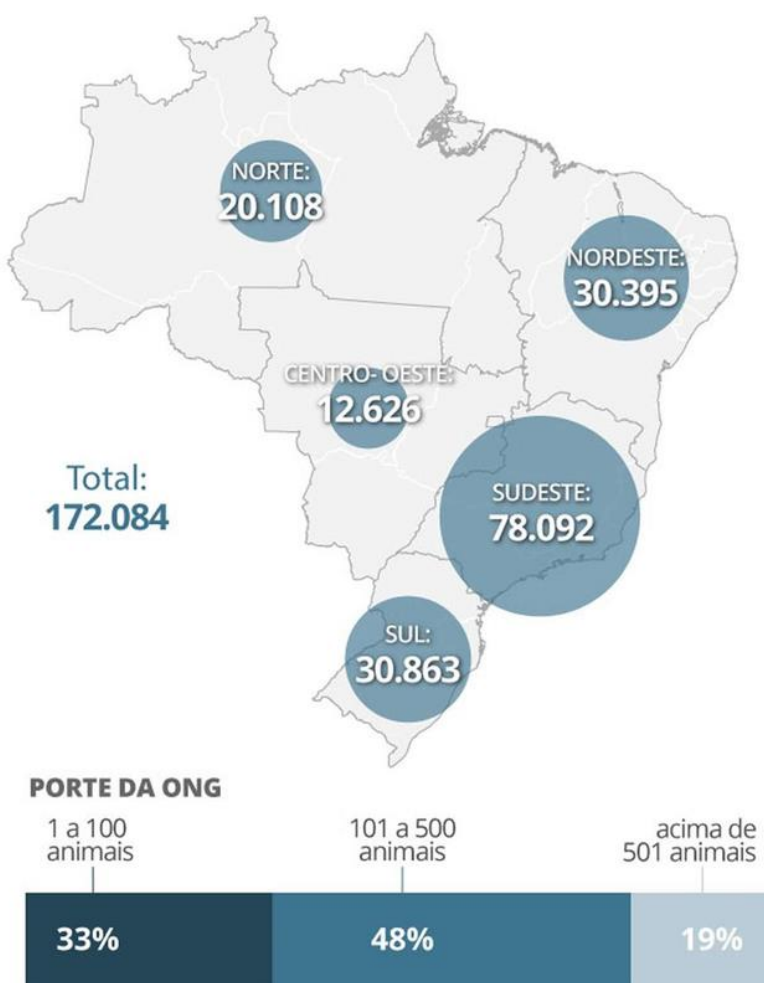 NORTE:
20.108
NORDESTE:
30.395
CENTRO- OESTE:
12.626
Total:
172.084
SUDESTE:
78.092
SUL:
30.863
PORTE DA ONG
1 a 100
animais
101 a 500
animais
acima de
501 animais
33%
48%
19%